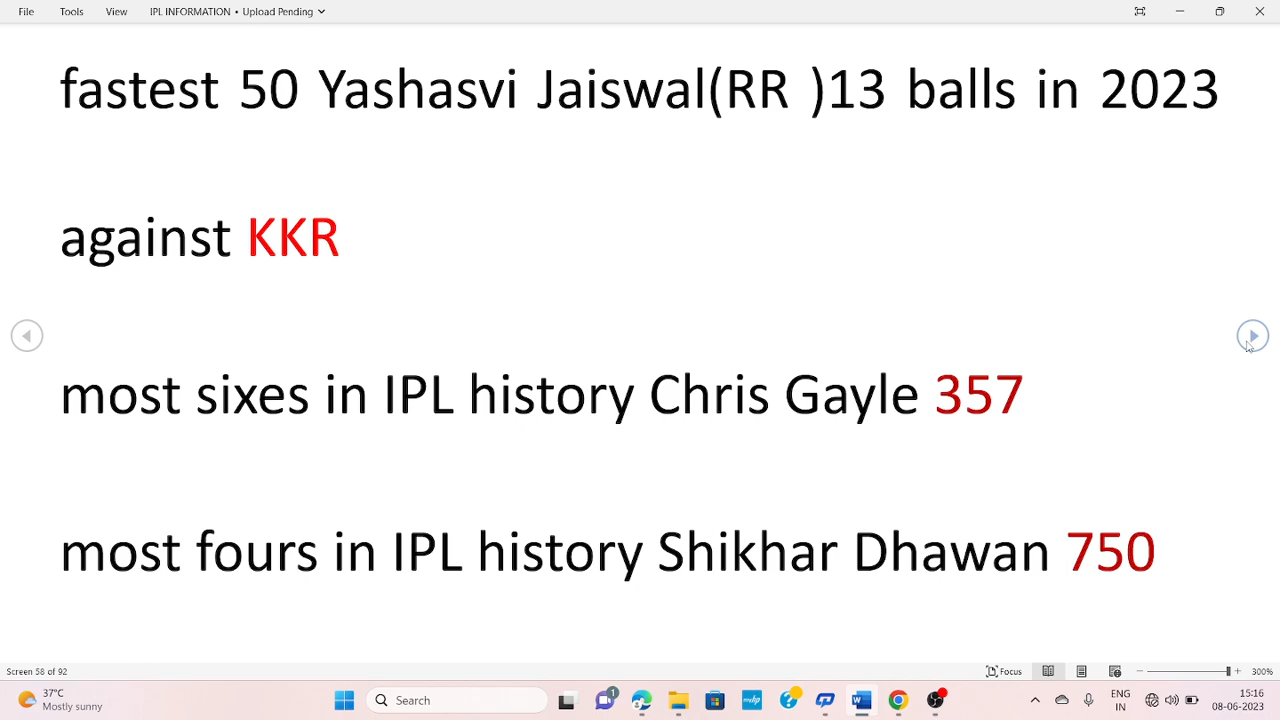 File Tools View IPL INFORMATION • Upload Pending
fastest 50 Yashasvi Jaiswal(RR )13 balls in 2023
against KKR
most sixes in IPL history Chris Gayle 357
most fours in IPL history Shikhar Dhawan 750
Screen 58 of 92 Focus 300%
37°C
Mostly sunny
Search
1
myhp
ENG
IN
15:16
08-06-2023